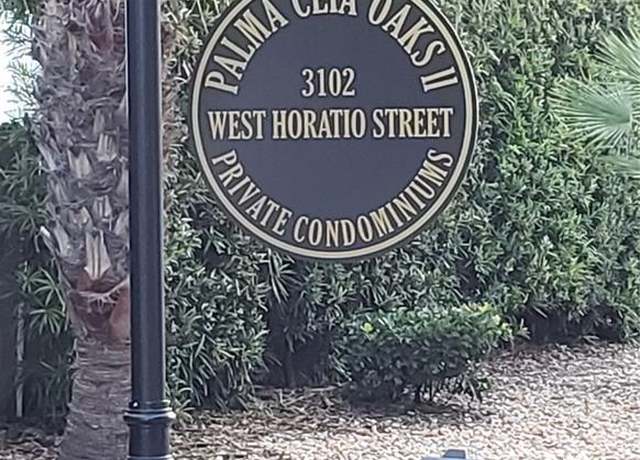 PALMA CEIA OAKS II
3102
WEST HORATIO STREET
PRIVATE CONDOMINIUMS